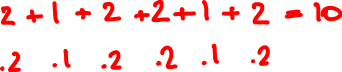 2 + 1 + 2 + 2 + 1 + 2 = 10
.2 .1 .2 .2 .1 .2